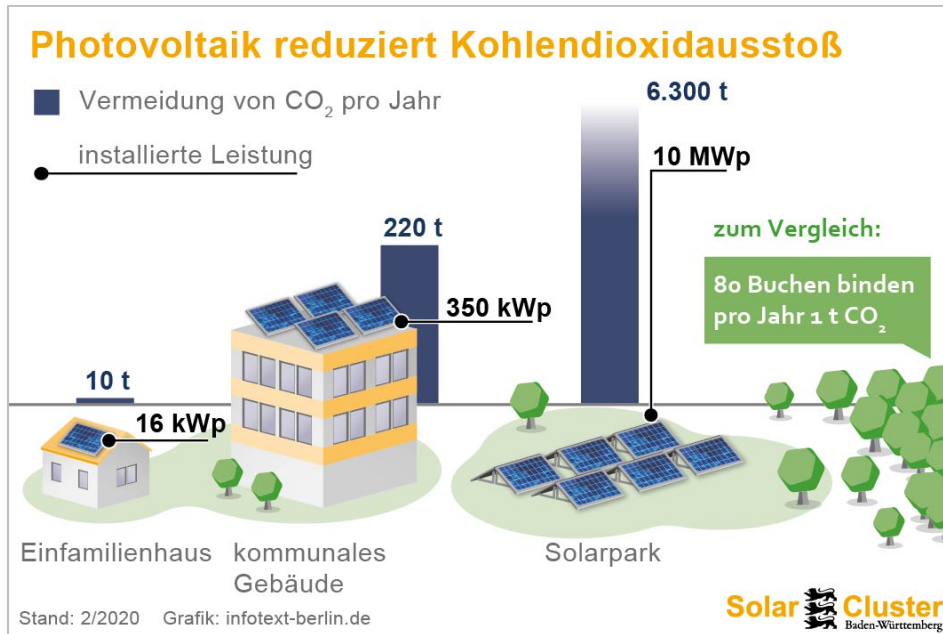 Photovoltaik reduziert Kohlendioxidausstoß
Vermeidung von CO₂ pro Jahr
installierte Leistung
6.300 t
10 MWp
220 t
350 kWp
10 t
16 kWp
zum Vergleich:
80 Buchen binden
pro Jahr 1 t CO₂
Einfamilienhaus
kommunales
Gebäude
Solarpark
Stand: 2/2020 Grafik: infotext-berlin.de
Solar Cluster
Baden-Württemberg